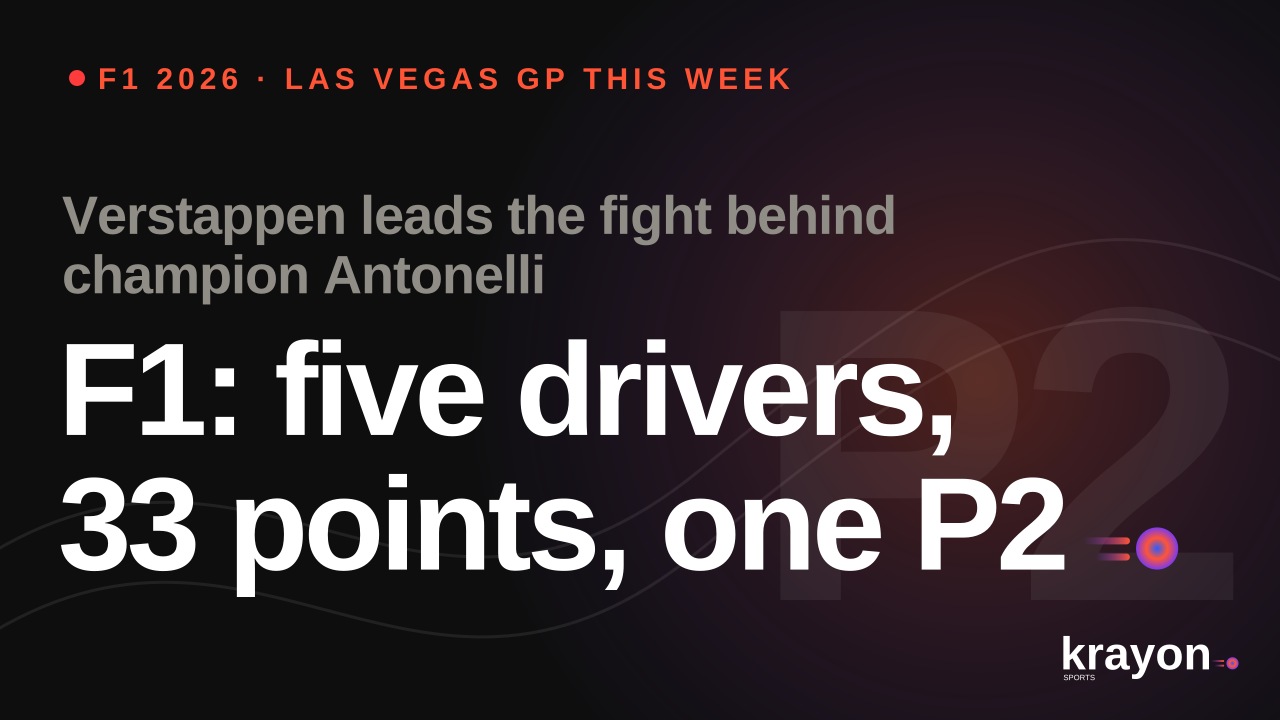 F1 2026 · LAS VEGAS GP THIS WEEK
Verstappen leads the fight behind
champion Antonelli
F1: five drivers,
33 points, one P2
P2
krayon
SPORTS